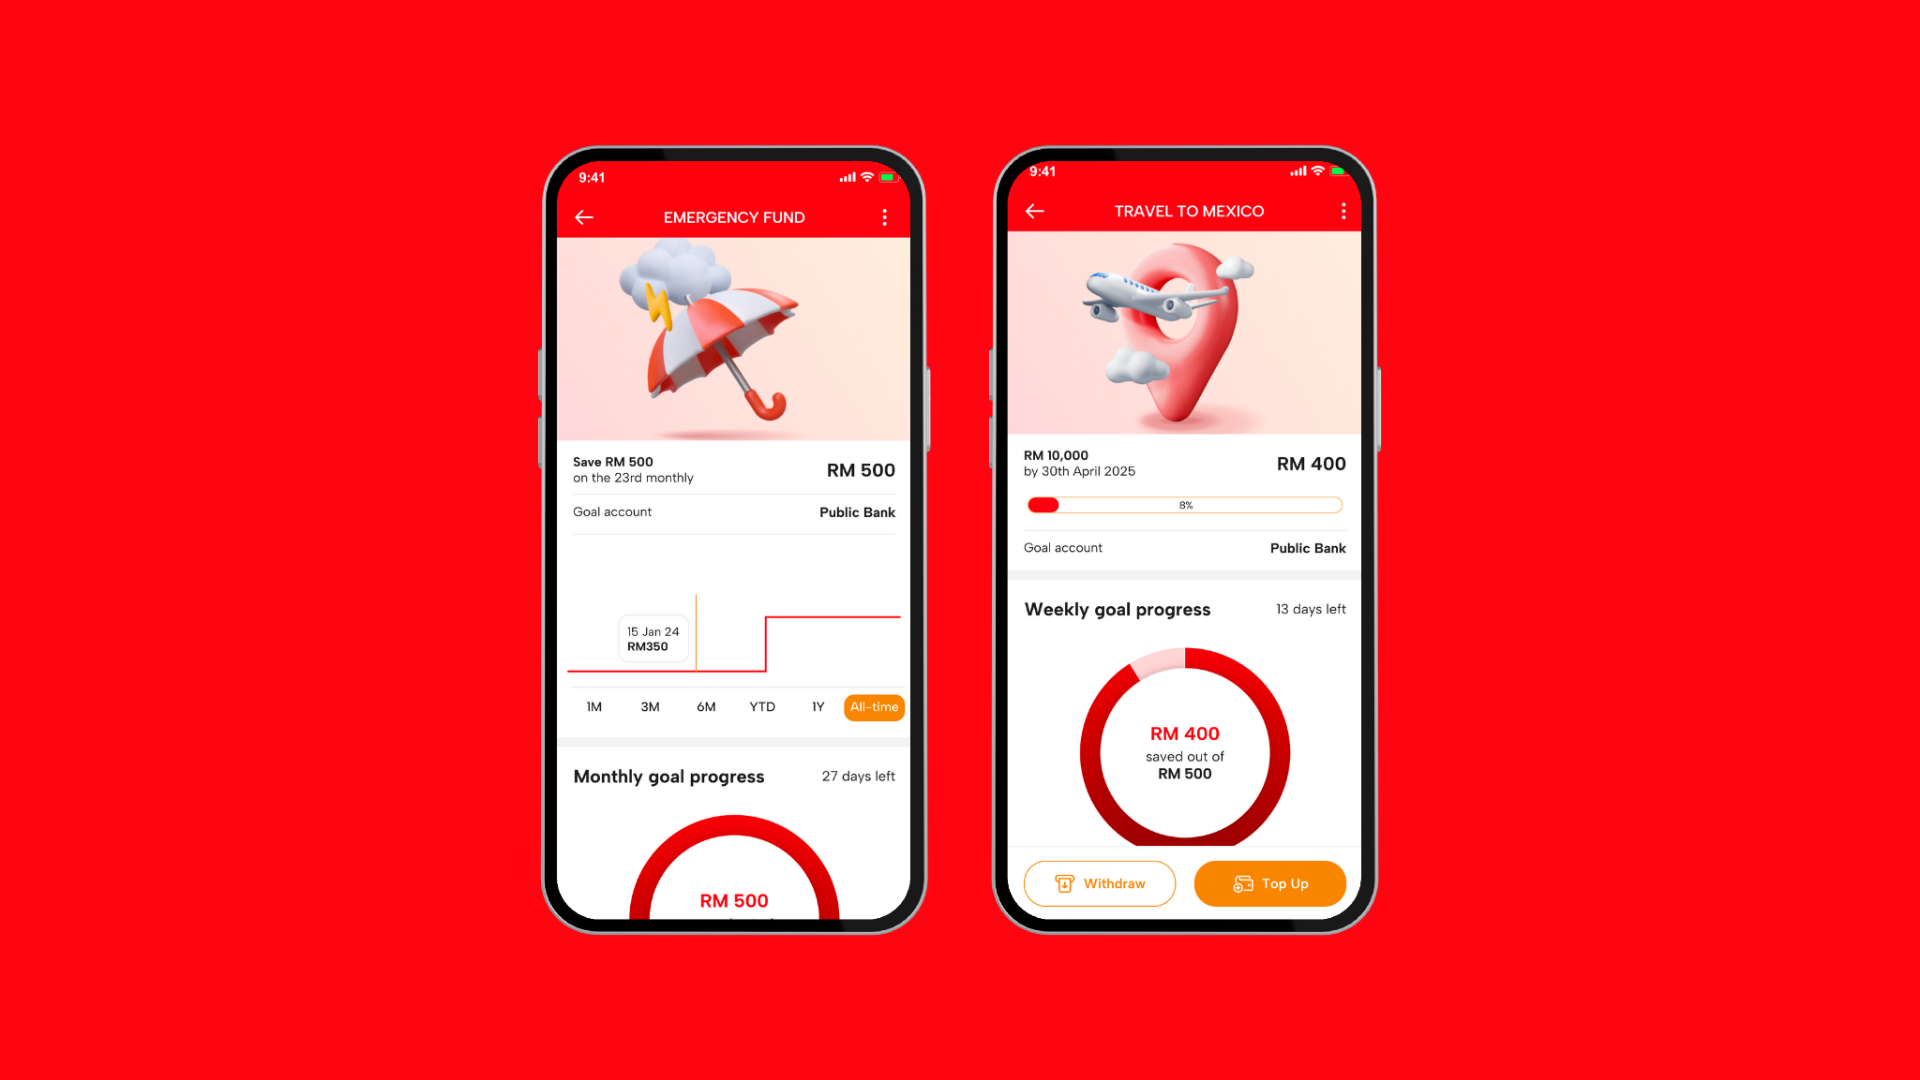 9:41
EMERGENCY FUND
Save RM 500
on the 23rd monthly
RM 500
Goal account
Public Bank
15 Jan 24
RM350
1M 3M 6M YTD 1Y All-time
Monthly goal progress
27 days left
RM 500
9:41
TRAVEL TO MEXICO
RM 10,000
by 30th April 2025
RM 400
8%
Goal account
Public Bank
Weekly goal progress
13 days left
RM 400
saved out of
RM 500
Withdraw
Top Up